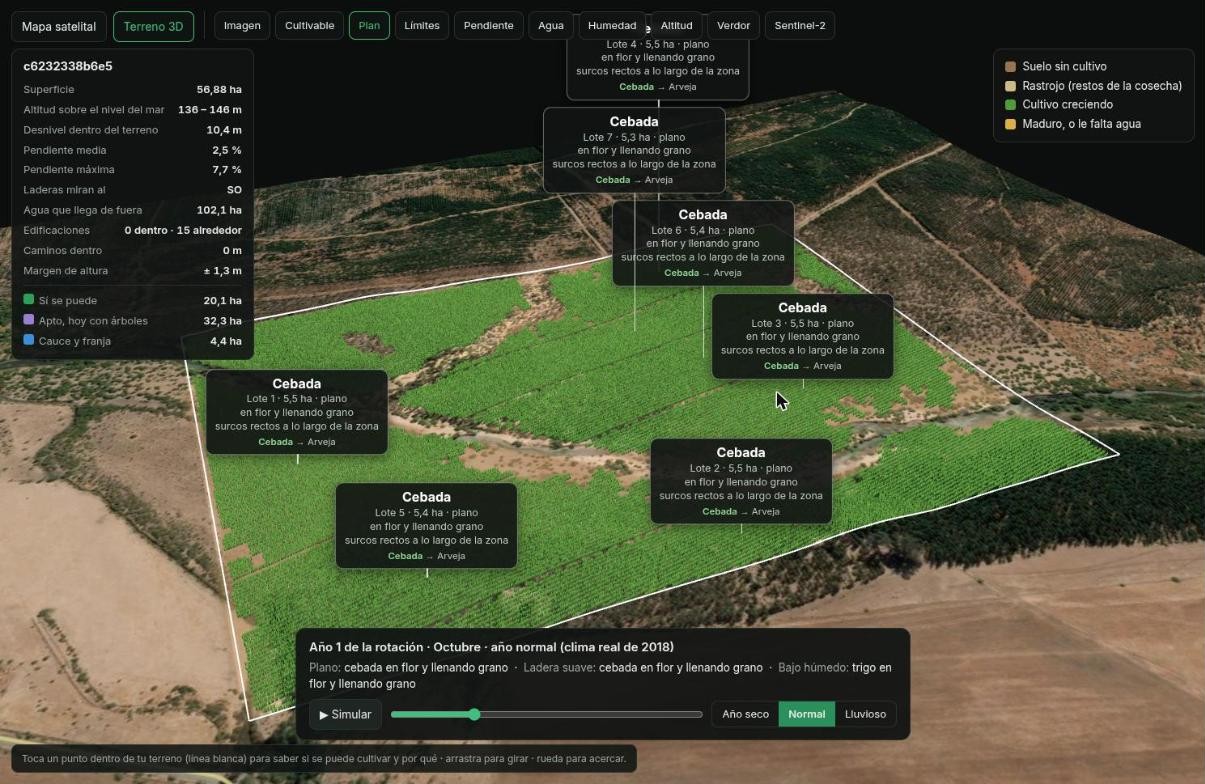 Mapa satelital
Terreno 3D
Imagen
Cultivable
Plan
Límites
Pendiente
Agua
Humedad
Altitud
Verdor
Sentinel-2
c6232338b6e5
Superficie 56,88 ha
Altitud sobre el nivel del mar 136 – 146 m
Desnivel dentro del terreno 10,4 m
Pendiente media 2,5 %
Pendiente máxima 7,7 %
Laderas miran al SO
Agua que llega de fuera 102,1 ha
Edificaciones 0 dentro · 15 alrededor
Caminos dentro 0 m
Margen de altura ± 1,3 m
Sí se puede 20,1 ha
Apto, hoy con árboles 32,3 ha
Cauce y franja 4,4 ha
Suelo sin cultivo
Rastrojo (restos de la cosecha)
Cultivo creciendo
Maduro, o le falta agua
Lote 4 · 5,5 ha · plano
en flor y llenando grano
surcos rectos a lo largo de la zona
Cebada → Arveja
Cebada
Lote 7 · 5,3 ha · plano
en flor y llenando grano
surcos rectos a lo largo de la zona
Cebada → Arveja
Cebada
Lote 6 · 5,4 ha · plano
en flor y llenando grano
surcos rectos a lo largo de la zona
Cebada → Arveja
Cebada
Lote 3 · 5,5 ha · plano
en flor y llenando grano
surcos rectos a lo largo de la zona
Cebada → Arveja
Cebada
Lote 1 · 5,5 ha · plano
en flor y llenando grano
surcos rectos a lo largo de la zona
Cebada → Arveja
Cebada
Lote 2 · 5,5 ha · plano
en flor y llenando grano
surcos rectos a lo largo de la zona
Cebada → Arveja
Cebada
Lote 5 · 5,4 ha · plano
en flor y llenando grano
surcos rectos a lo largo de la zona
Cebada → Arveja
Año 1 de la rotación · Octubre · año normal (clima real de 2018)
Plano: cebada en flor y llenando grano · Ladera suave: cebada en flor y llenando grano · Bajo húmedo: trigo en
flor y llenando grano
▶ Simular
Año seco
Normal
Lluvioso
Toca un punto dentro de tu terreno (línea blanca) para saber si se puede cultivar y por qué · arrastra para girar · rueda para acercar.